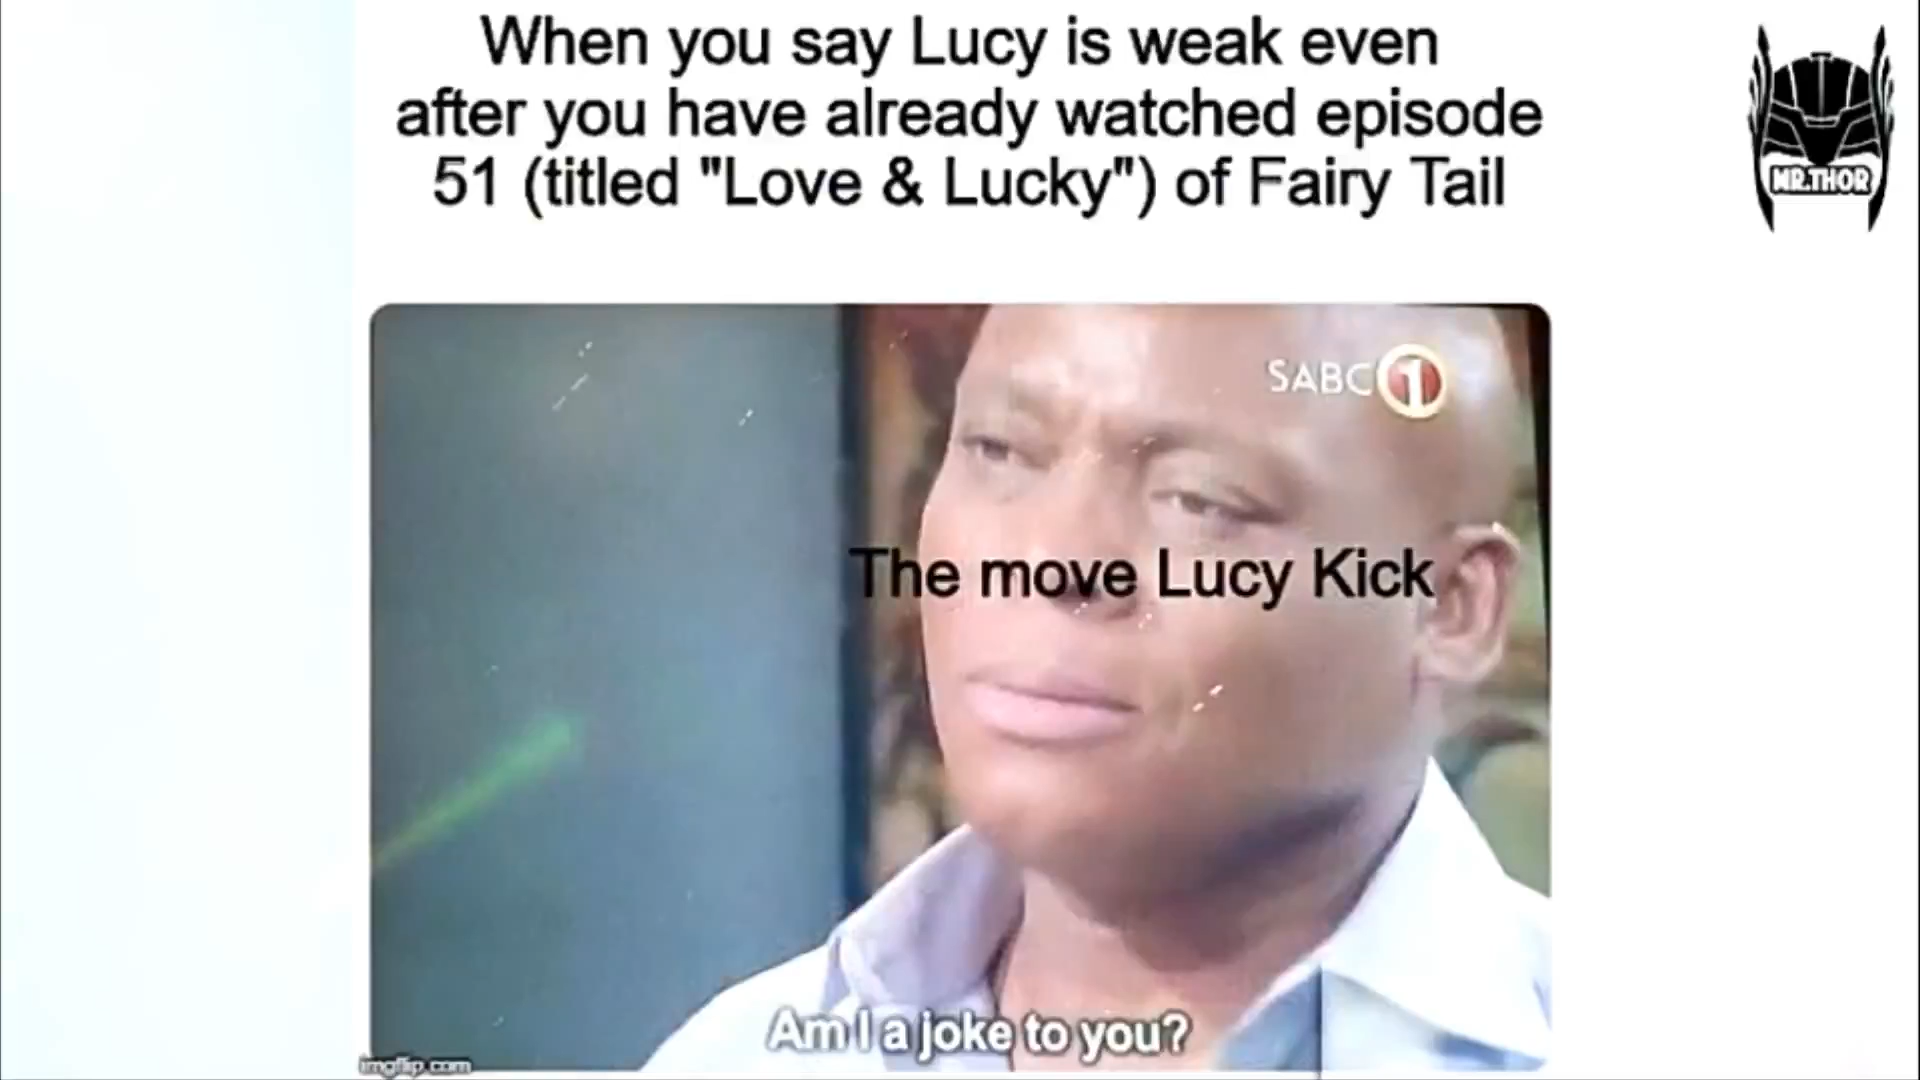 When you say Lucy is weak even
after you have already watched episode
51 (titled "Love & Lucky") of Fairy Tail
MR.THOR
SABC 1
The move Lucy Kick
Am I a joke to you?
imgflip.com